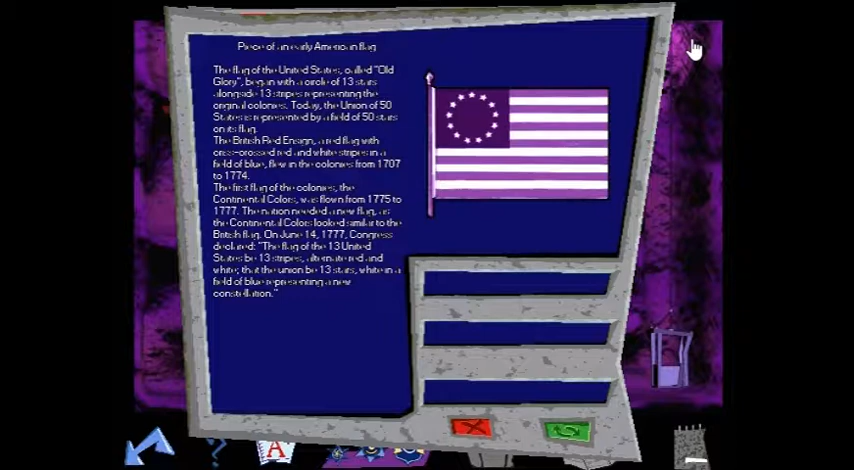 Piece of an early American flag
The flag of the United States, called "Old
Glory", began with a circle of 13 stars
alongside 13 stripes representing the
original colonies. Today, the Union of 50
States is represented by a field of 50 stars
on its flag.
The British Red Ensign, a red flag with
criss-crossed red and white stripes in a
field of blue, flew in the colonies from 1707
to 1774.
The first flag of the colonies, the
Continental Colors, was flown from 1775 to
1777. The nation needed a new flag, as
the Continental Colors looked similar to the
British flag. On June 14, 1777, Congress
declared: "The flag of the 13 United
States be 13 stripes, alternate red and
white; that the union be 13 stars, white in a
field of blue representing a new
constellation."
?
A